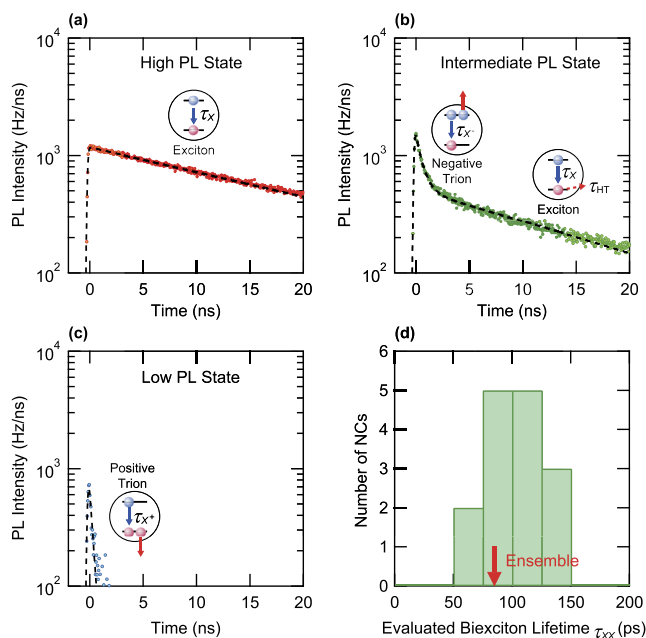 (a)
High PL State
τX
Exciton
PL Intensity (Hz/ns)
10^4
10^3
10^2
0 5 10 15 20
Time (ns)
(b)
Intermediate PL State
τX-
Negative
Trion
τX
τHT
Exciton
PL Intensity (Hz/ns)
10^4
10^3
10^2
0 5 10 15 20
Time (ns)
(c)
Low PL State
Positive
Trion
τX+
PL Intensity (Hz/ns)
10^4
10^3
10^2
0 5 10 15 20
Time (ns)
(d)
Ensemble
Number of NCs
6
5
4
3
2
1
0
0 50 100 150 200
Evaluated Biexciton Lifetime τXX (ps)